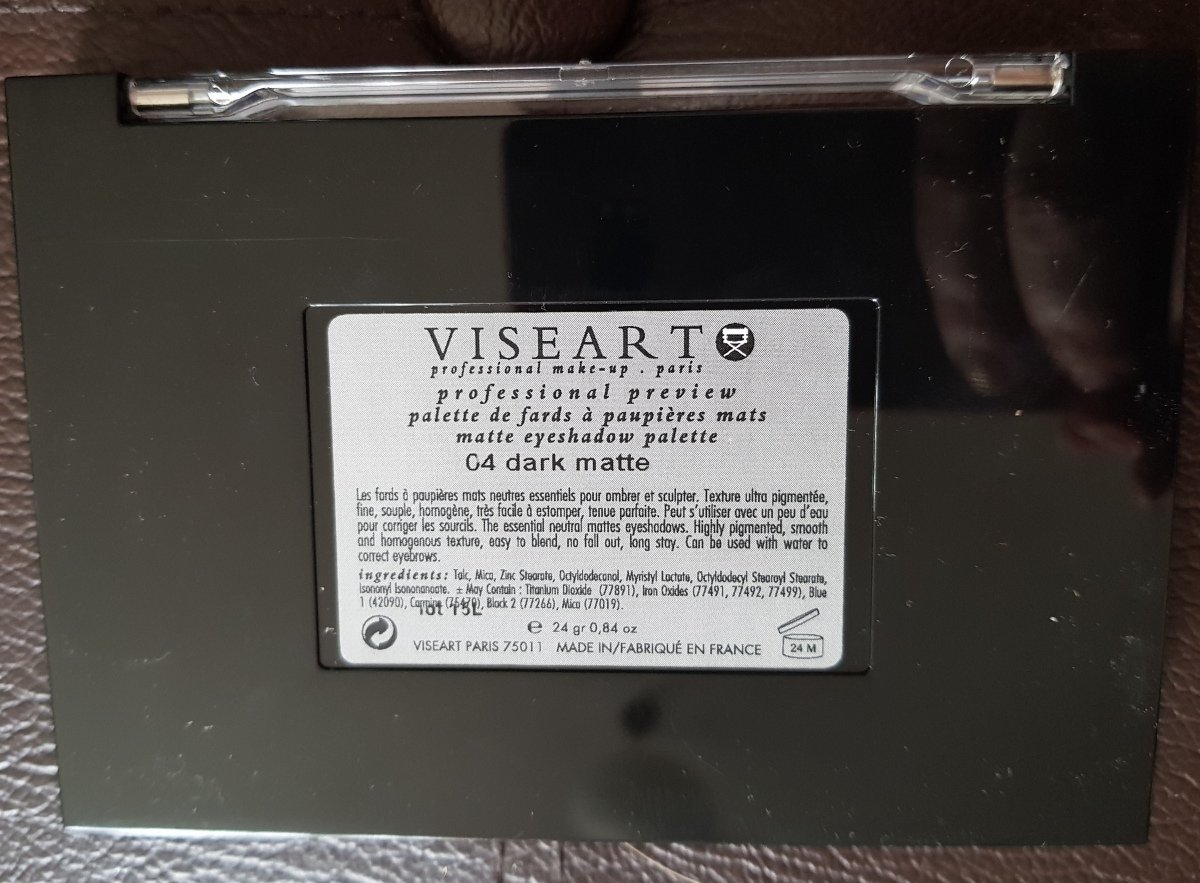 VISEART
professional make-up . paris
professional preview
palette de fards à paupières mats
matte eyeshadow palette
04 dark matte
Les fards à paupières mats neutres essentiels pour ombrer et sculpter. Texture ultra pigmentée,
fine, souple, homogène, très facile à estomper, tenue parfaite. Peut s'utiliser avec un peu d'eau
pour corriger les sourcils. The essential neutral mattes eyeshadows. Highly pigmented, smooth
and homogenous texture, easy to blend, no fall out, long stay. Can be used with water to
correct eyebrows.
ingredients: Talc, Mica, Zinc Stearate, Octyldodecanol, Myristyl Lactate, Octyldodecyl Stearoyl Stearate,
Isononyl Isononanoate. ± May Contain : Titanium Dioxide (77891), Iron Oxides (77491, 77492, 77499), Blue
1 (42090), Carmine (75470), Black 2 (77266), Mica (77019).
℮ 24 gr 0,84 oz
VISEART PARIS 75011 MADE IN/FABRIQUÉ EN FRANCE
24 M